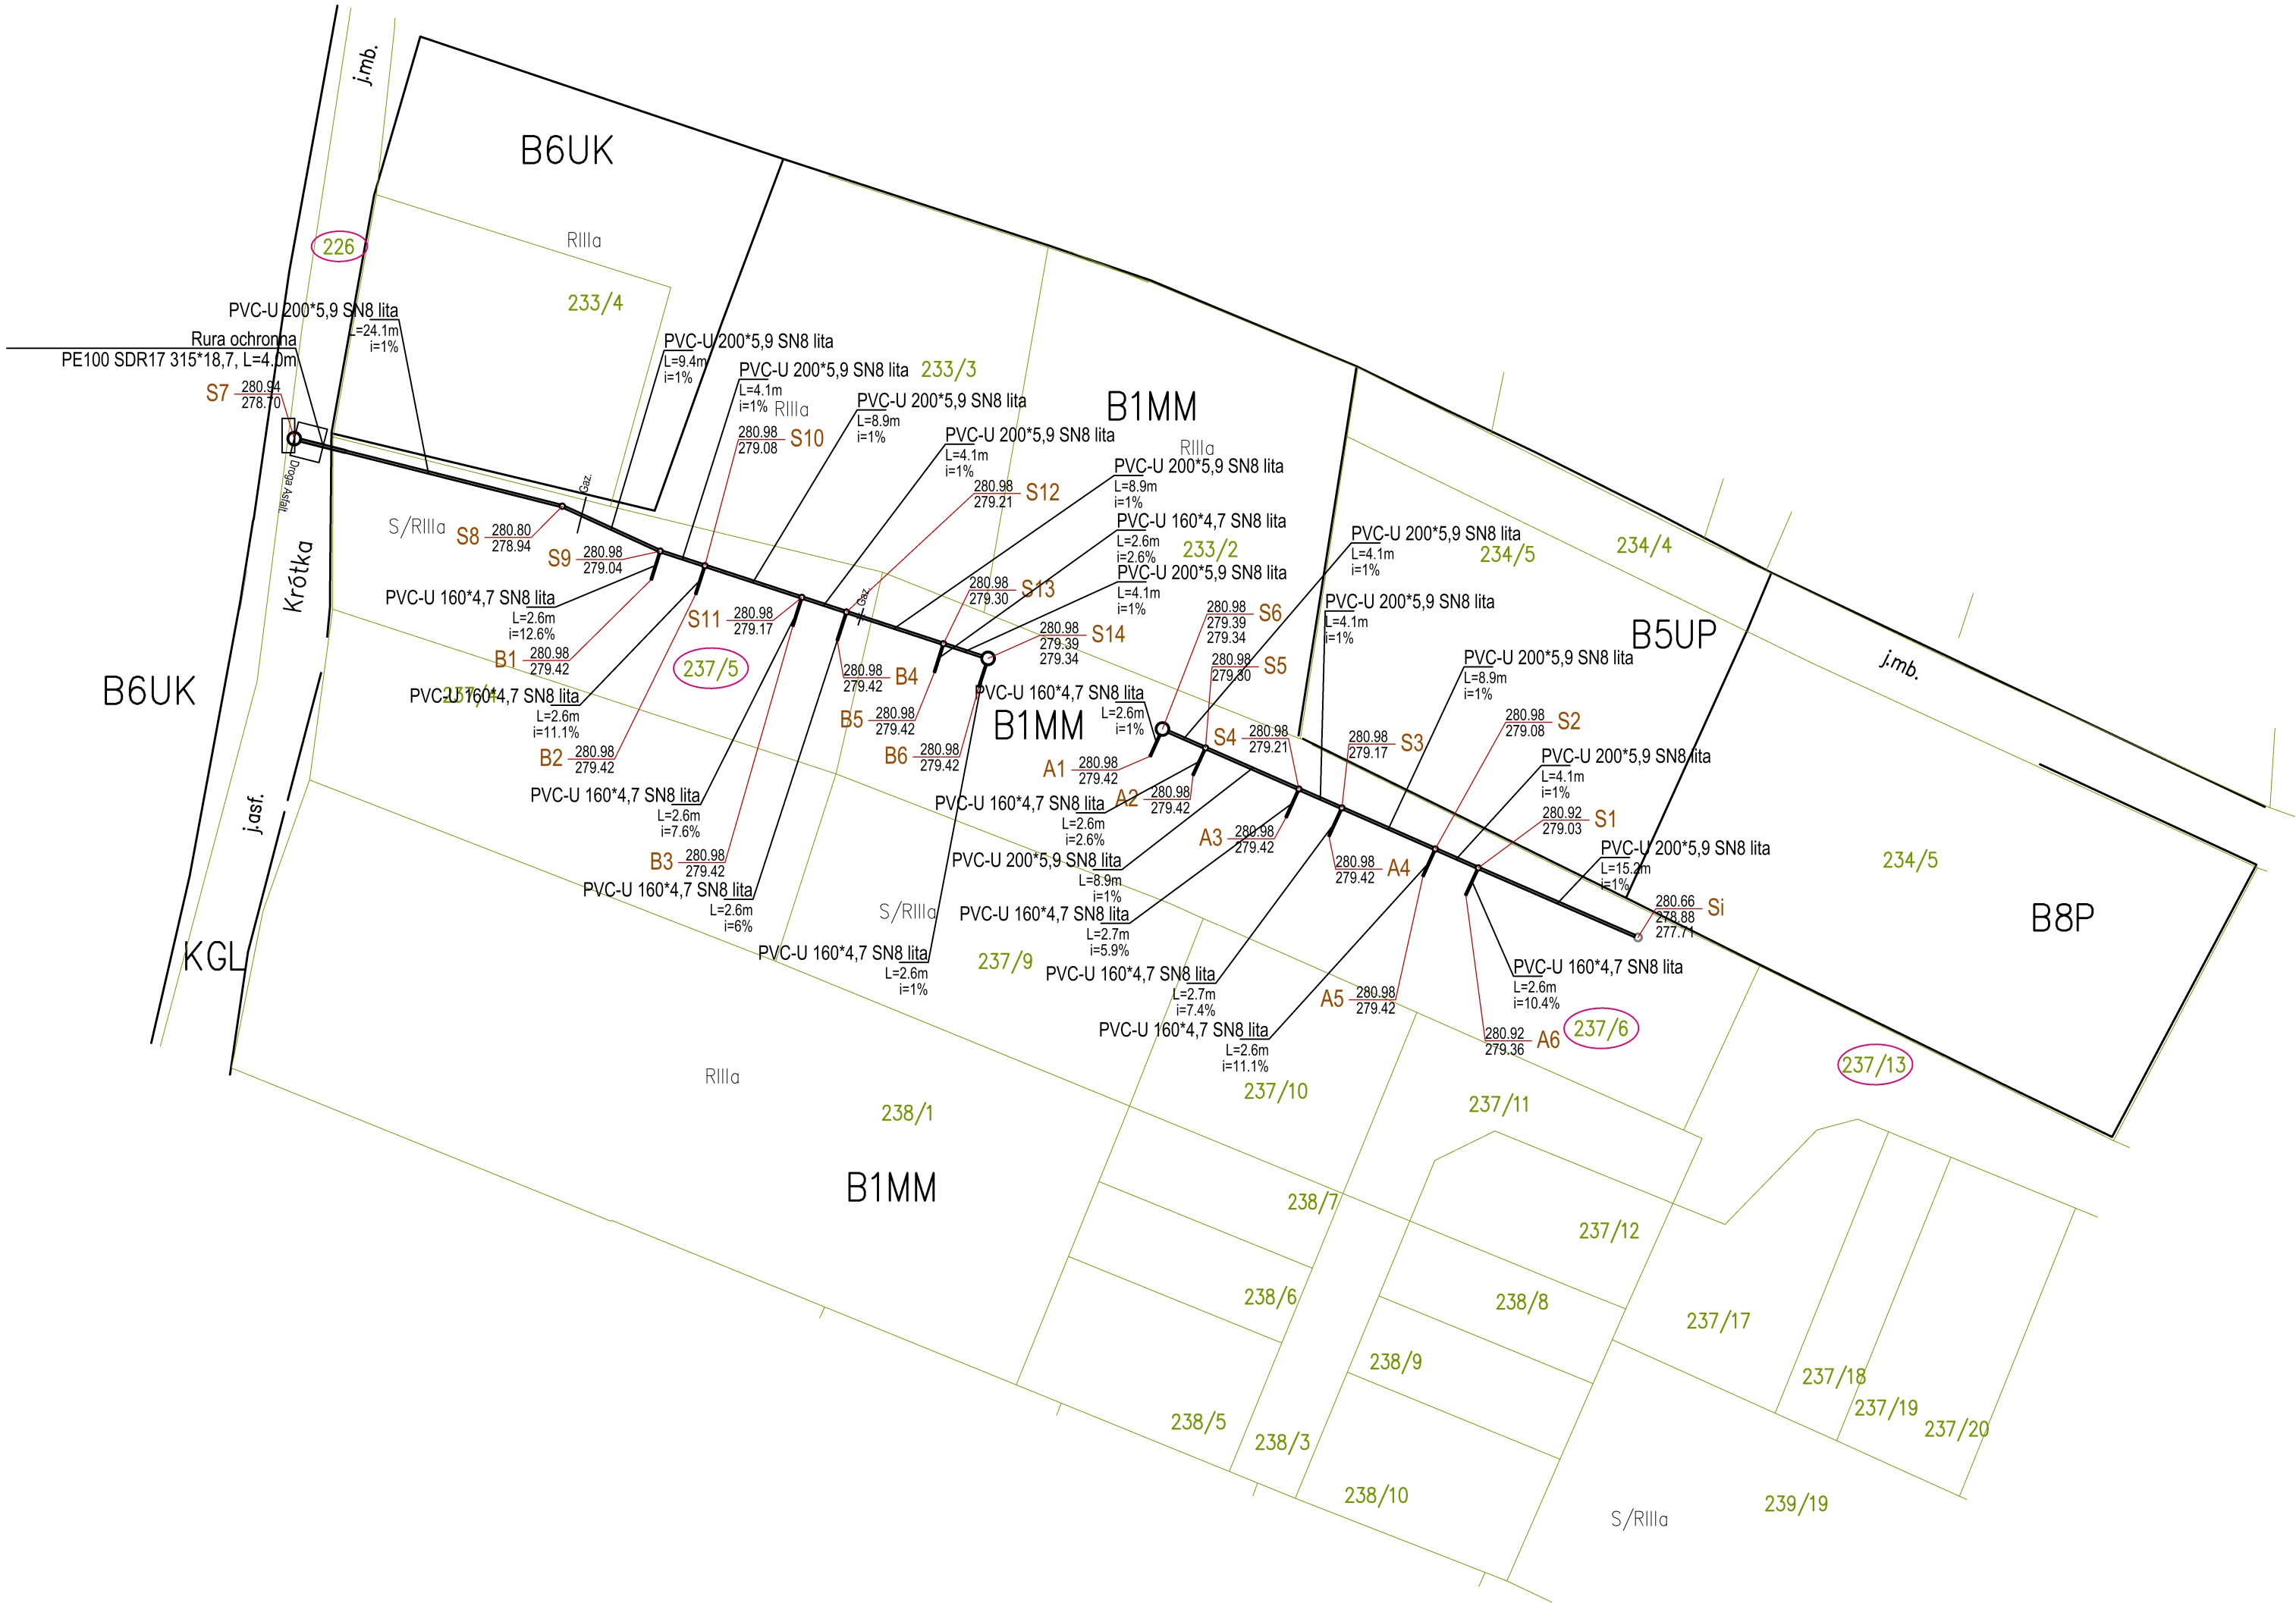 j.mb.
B6UK
RIIIa
226
233/4
PVC-U 200*5,9 SN8 lita
L=24.1m
i=1%
Rura ochronna
PE100 SDR17 315*18,7, L=4.0m
S7
280.94
278.70
Droga Asfalt.
Krótka
S/RIIIa
Gaz.
PVC-U 200*5,9 SN8 lita
L=9.4m
i=1%
PVC-U 200*5,9 SN8 lita
L=4.1m
i=1%
RIIIa
233/3
280.98
279.08
S10
PVC-U 200*5,9 SN8 lita
L=8.9m
i=1%
PVC-U 200*5,9 SN8 lita
L=4.1m
i=1%
280.98
279.21
S12
B1MM
RIIIa
PVC-U 200*5,9 SN8 lita
L=8.9m
i=1%
PVC-U 160*4,7 SN8 lita
L=2.6m
i=2.6%
233/2
PVC-U 200*5,9 SN8 lita
L=4.1m
i=1%
S8
280.80
278.94
S9
280.98
279.04
PVC-U 160*4,7 SN8 lita
L=2.6m
i=12.6%
B1
280.98
279.42
237/4
PVC-U 160*4,7 SN8 lita
L=2.6m
i=11.1%
B2
280.98
279.42
S11
280.98
279.17
237/5
Gaz.
280.98
279.30
S13
280.98
279.39
279.34
S14
280.98
279.42
B4
B5
280.98
279.42
B6
280.98
279.42
PVC-U 160*4,7 SN8 lita
L=2.6m
i=7.6%
B3
280.98
279.42
PVC-U 160*4,7 SN8 lita
L=2.6m
i=6%
PVC-U 160*4,7 SN8 lita
L=2.6m
i=1%
S/RIIIa
237/9
B6UK
j.asf.
KGL
PVC-U 200*5,9 SN8 lita
L=4.1m
i=1%
234/5
234/4
280.98
279.39
279.34
S6
PVC-U 200*5,9 SN8 lita
L=4.1m
i=1%
280.98
279.30
S5
B5UP
j.mb.
PVC-U 200*5,9 SN8 lita
L=8.9m
i=1%
PVC-U 160*4,7 SN8 lita
L=2.6m
i=1%
B1MM
S4
280.98
279.21
280.98
279.17
S3
280.98
279.08
S2
A1
280.98
279.42
A2
280.98
279.42
PVC-U 160*4,7 SN8 lita
L=2.6m
i=2.6%
PVC-U 200*5,9 SN8 lita
L=4.1m
i=1%
280.92
279.03
S1
A3
280.98
279.42
PVC-U 200*5,9 SN8 lita
L=8.9m
i=1%
280.98
279.42
A4
PVC-U 200*5,9 SN8 lita
L=15.2m
i=1%
234/5
280.66
278.88
277.71
Si
B8P
PVC-U 160*4,7 SN8 lita
L=2.7m
i=5.9%
PVC-U 160*4,7 SN8 lita
L=2.7m
i=7.4%
PVC-U 160*4,7 SN8 lita
L=2.6m
i=11.1%
A5
280.98
279.42
PVC-U 160*4,7 SN8 lita
L=2.6m
i=10.4%
280.92
279.36
A6
237/6
237/13
RIIIa
238/1
B1MM
237/10
237/11
238/7
237/12
238/6
238/8
237/17
238/9
237/18
238/5
238/3
237/19
237/20
238/10
S/RIIIa
239/19